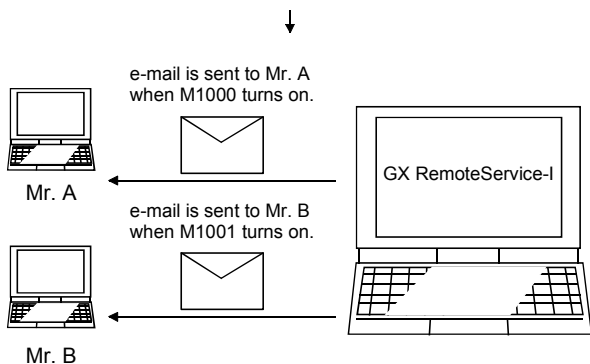 e-mail is sent to Mr. A
when M1000 turns on.
GX RemoteService-I
Mr. A
e-mail is sent to Mr. B
when M1001 turns on.
Mr. B